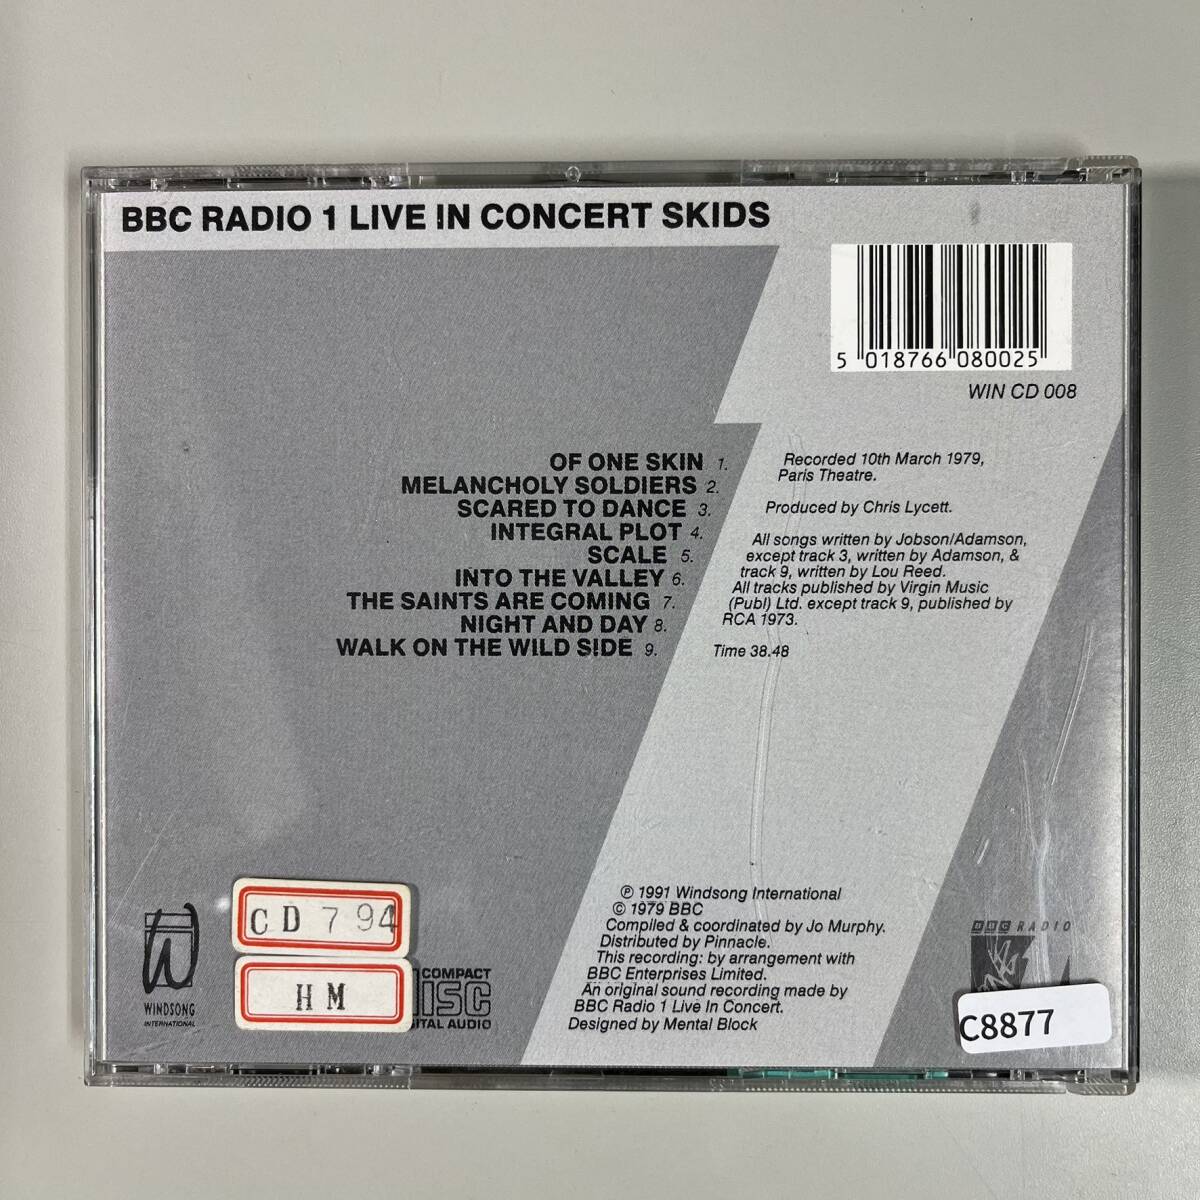 BBC RADIO 1 LIVE IN CONCERT SKIDS
5 018766 080025
WIN CD 008
OF ONE SKIN 1.
MELANCHOLY SOLDIERS 2.
SCARED TO DANCE 3.
INTEGRAL PLOT 4.
SCALE 5.
INTO THE VALLEY 6.
THE SAINTS ARE COMING 7.
NIGHT AND DAY 8.
WALK ON THE WILD SIDE 9.
Recorded 10th March 1979,
Paris Theatre.
Produced by Chris Lycett.
All songs written by Jobson/Adamson,
except track 3, written by Adamson, &
track 9, written by Lou Reed.
All tracks published by Virgin Music
(Publ) Ltd. except track 9, published by
RCA 1973.
Time 38.48
℗ 1991 Windsong International
© 1979 BBC
Compiled & coordinated by Jo Murphy.
Distributed by Pinnacle.
This recording: by arrangement with
BBC Enterprises Limited.
An original sound recording made by
BBC Radio 1 Live In Concert.
Designed by Mental Block
WINDSONG
INTERNATIONAL
CD 794
HM
COMPACT
DISC
DIGITAL AUDIO
BBC RADIO
C8877